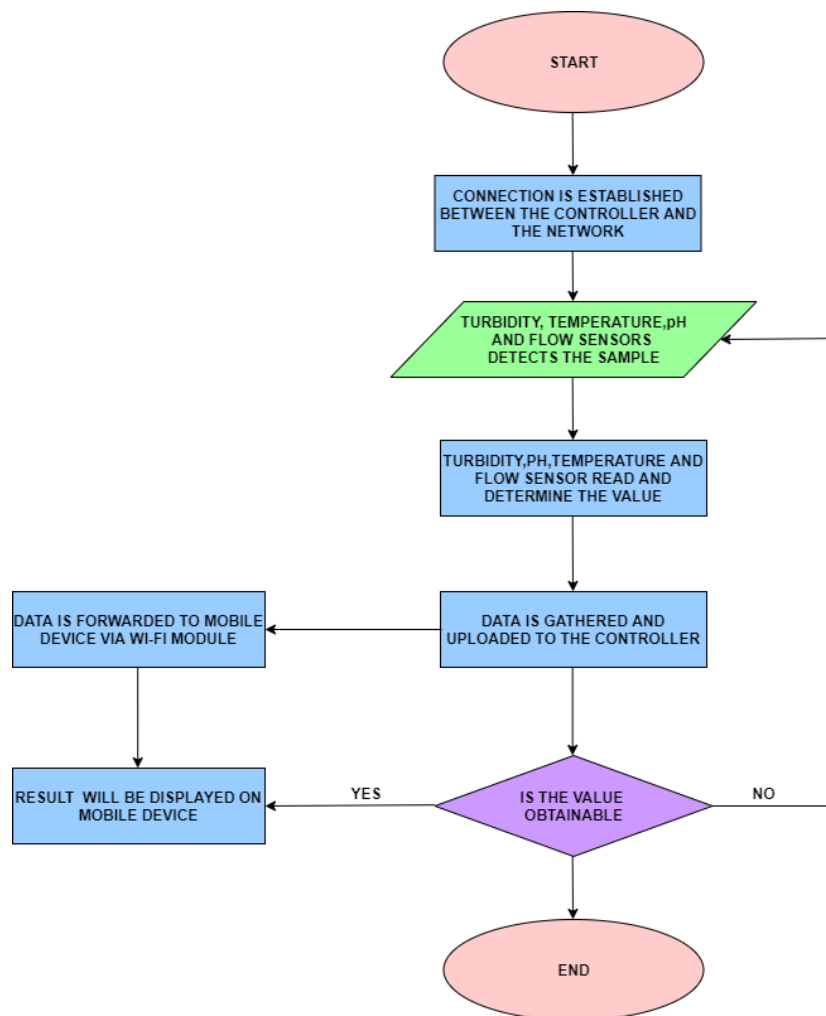 START
CONNECTION IS ESTABLISHED
BETWEEN THE CONTROLLER AND
THE NETWORK
TURBIDITY, TEMPERATURE,pH
AND FLOW SENSORS
DETECTS THE SAMPLE
TURBIDITY,PH,TEMPERATURE AND
FLOW SENSOR READ AND
DETERMINE THE VALUE
DATA IS FORWARDED TO MOBILE
DEVICE VIA WI-FI MODULE
DATA IS GATHERED AND
UPLOADED TO THE CONTROLLER
RESULT WILL BE DISPLAYED ON
MOBILE DEVICE
YES
IS THE VALUE
OBTAINABLE
NO
END